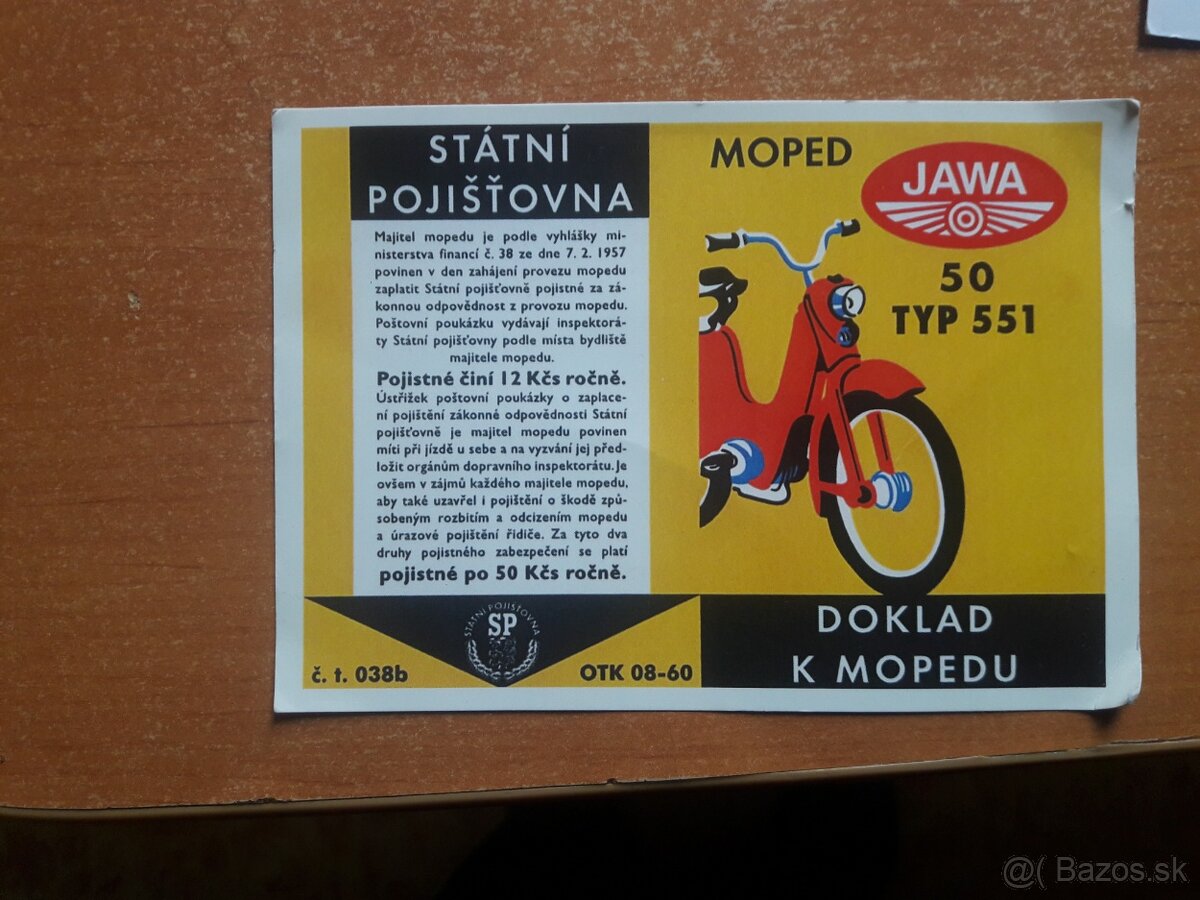 STÁTNÍ
POJIŠŤOVNA
Majitel mopedu je podle vyhlášky mi-
nisterstva financí č. 38 ze dne 7. 2. 1957
povinen v den zahájení provozu mopedu
zaplatit Státní pojišťovně pojistné za zá-
konnou odpovědnost z provozu mopedu.
Poštovní poukázku vydávají inspektorá-
ty Státní pojišťovny podle místa bydliště
majitele mopedu.
Pojistné činí 12 Kčs ročně.
Ústřižek poštovní poukázky o zaplace-
ní pojištění zákonné odpovědnosti Státní
pojišťovně je majitel mopedu povinen
míti při jízdě u sebe a na vyzvání jej před-
ložit orgánům dopravního inspektorátu. Je
ovšem v zájmů každého majitele mopedu,
aby také uzavřel i pojištění o škodě způ-
sobeným rozbitím a odcizením mopedu
a úrazové pojištění řidiče. Za tyto dva
druhy pojistného zabezpečení se platí
pojistné po 50 Kčs ročně.
STÁTNÍ POJIŠŤOVNA
SP
č. t. 038b
OTK 08-60
MOPED
JAWA
50
TYP 551
DOKLAD
K MOPEDU
@( Bazos.sk